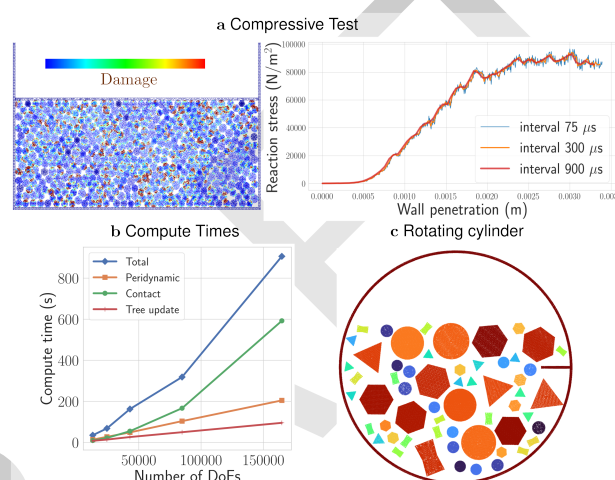 a Compressive Test
Damage
Reaction stress (N/m²)
100000
80000
60000
40000
20000
0
0.0000
0.0005
0.0010
0.0015
0.0020
0.0025
0.0030
Wall penetration (m)
interval 75 μs
interval 300 μs
interval 900 μs
b Compute Times
Compute time (s)
800
600
400
200
0
50000
100000
150000
Number of DoFs
Total
Peridynamic
Contact
Tree update
c Rotating cylinder